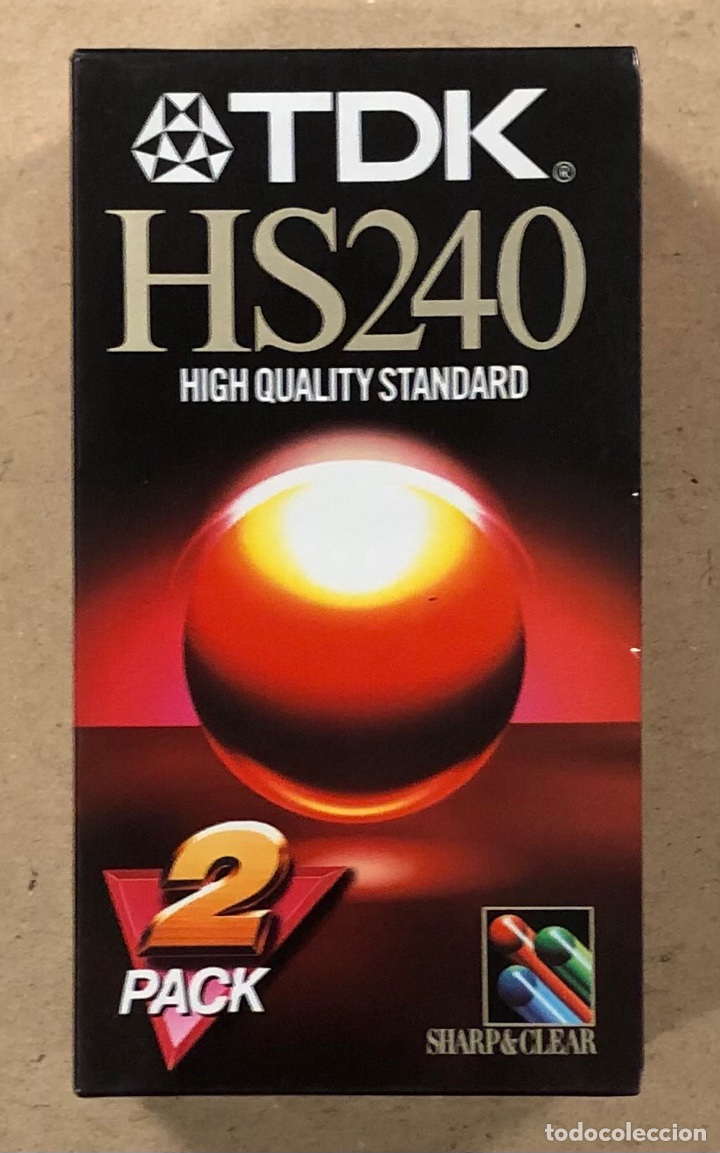 TDK®
HS240
HIGH QUALITY STANDARD
2
PACK
SHARP&CLEAR
todocoleccion